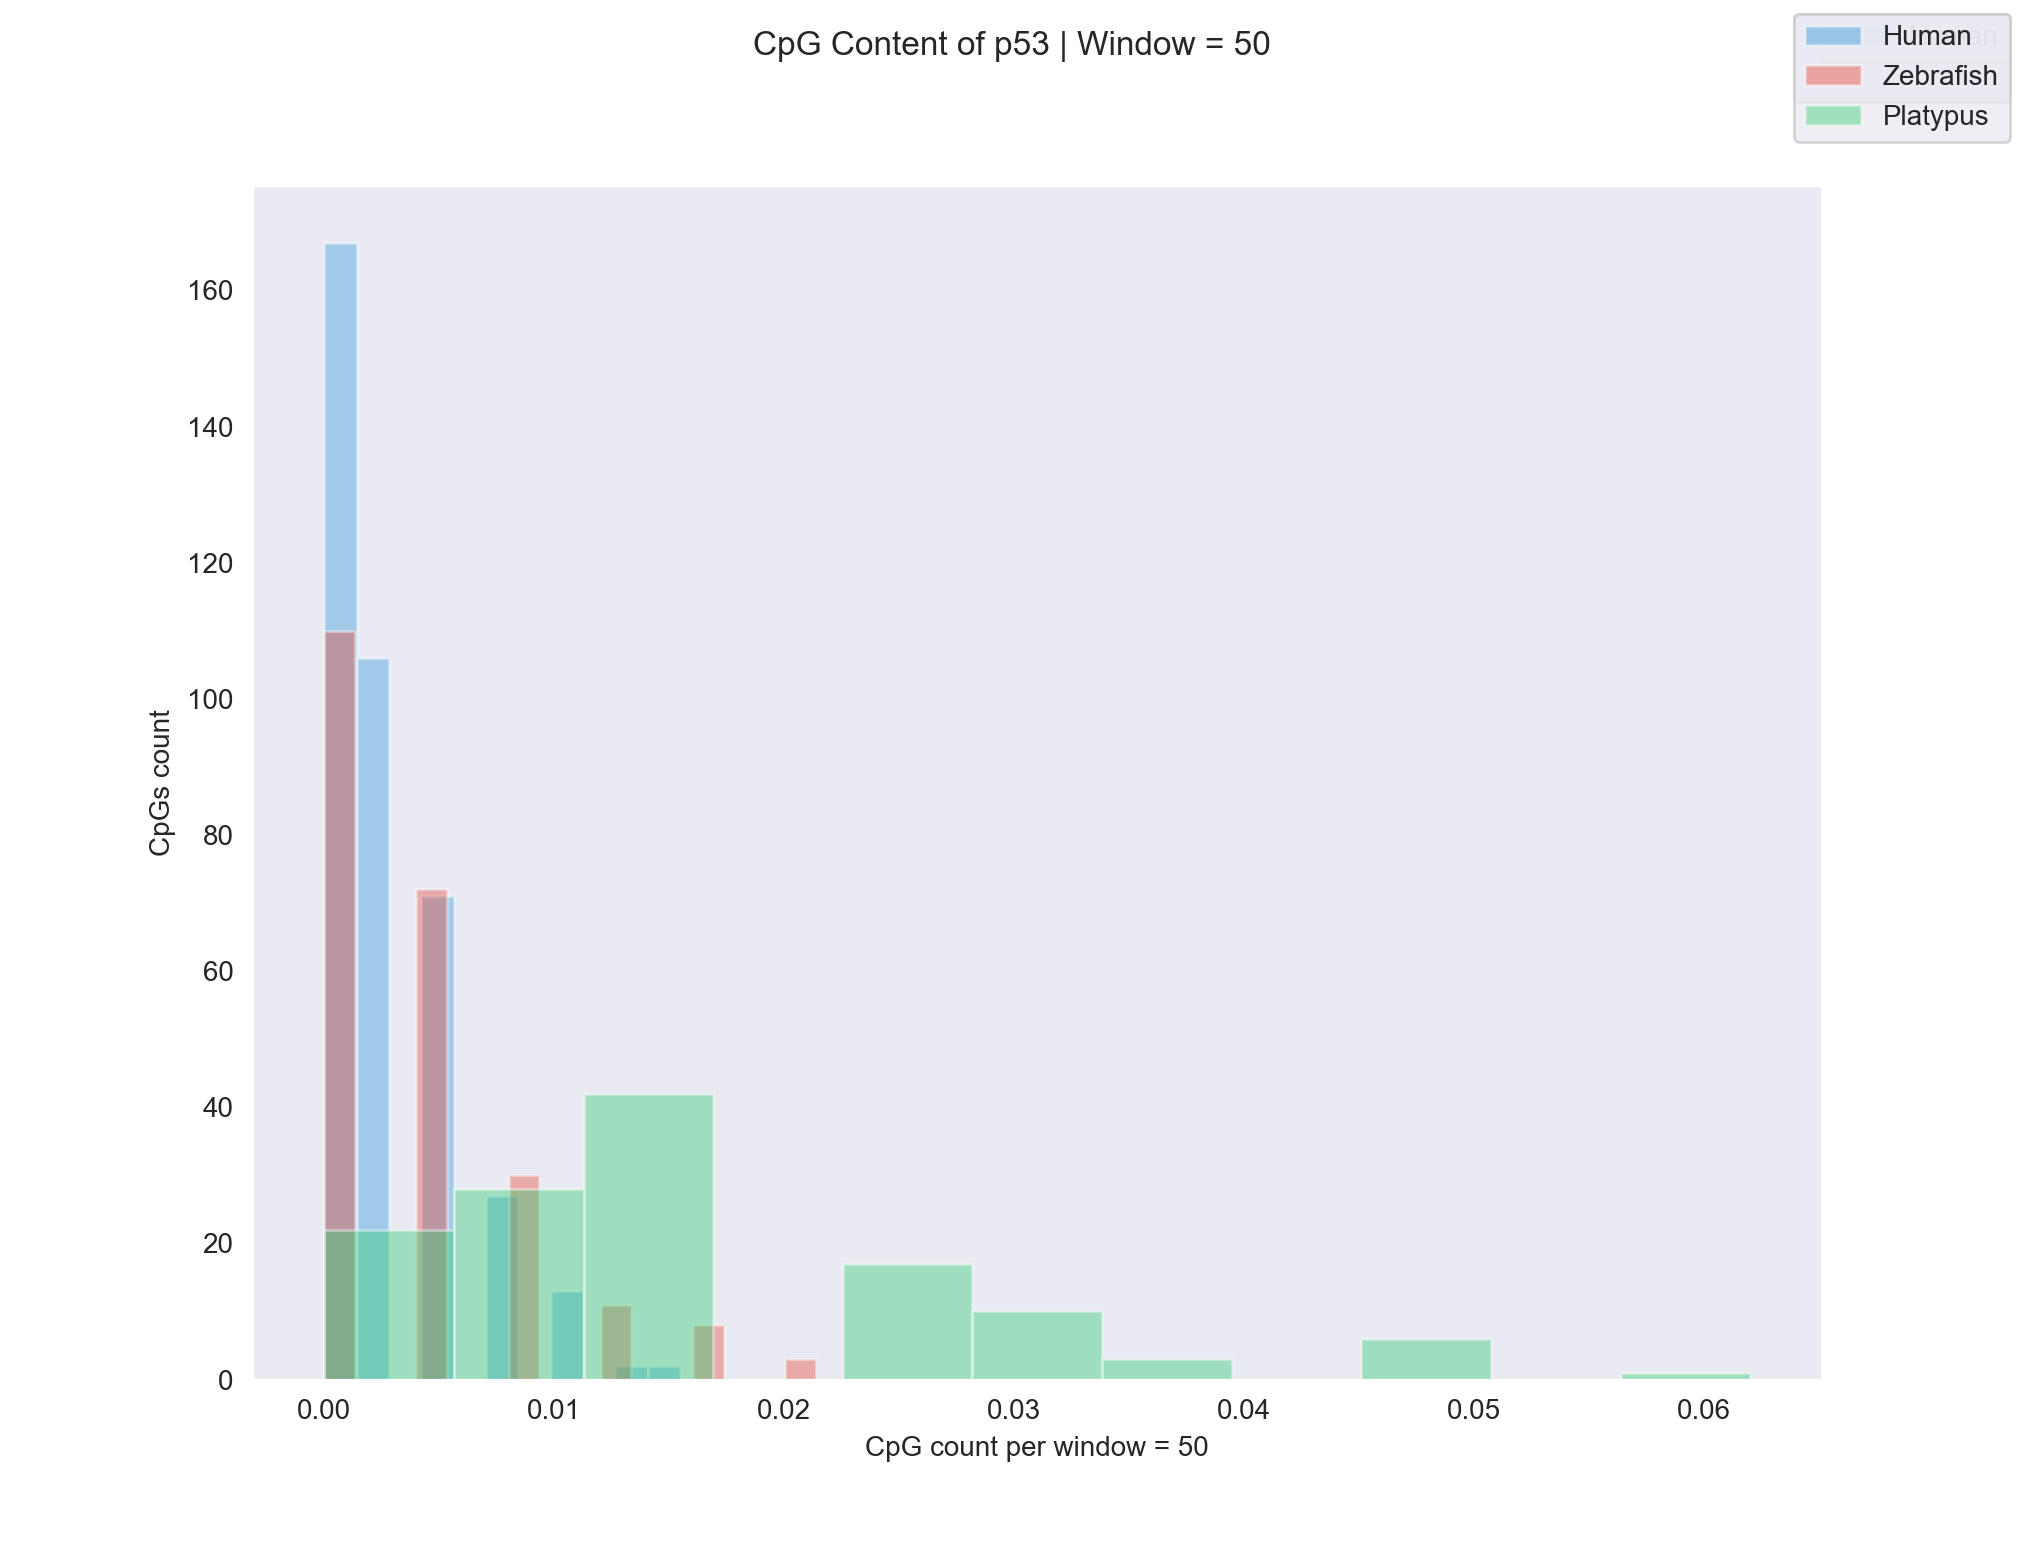 CpG Content of p53 | Window = 50
Human
Zebrafish
Platypus
160
140
120
100
80
60
40
20
0
CpGs count
0.00 0.01 0.02 0.03 0.04 0.05 0.06
CpG count per window = 50